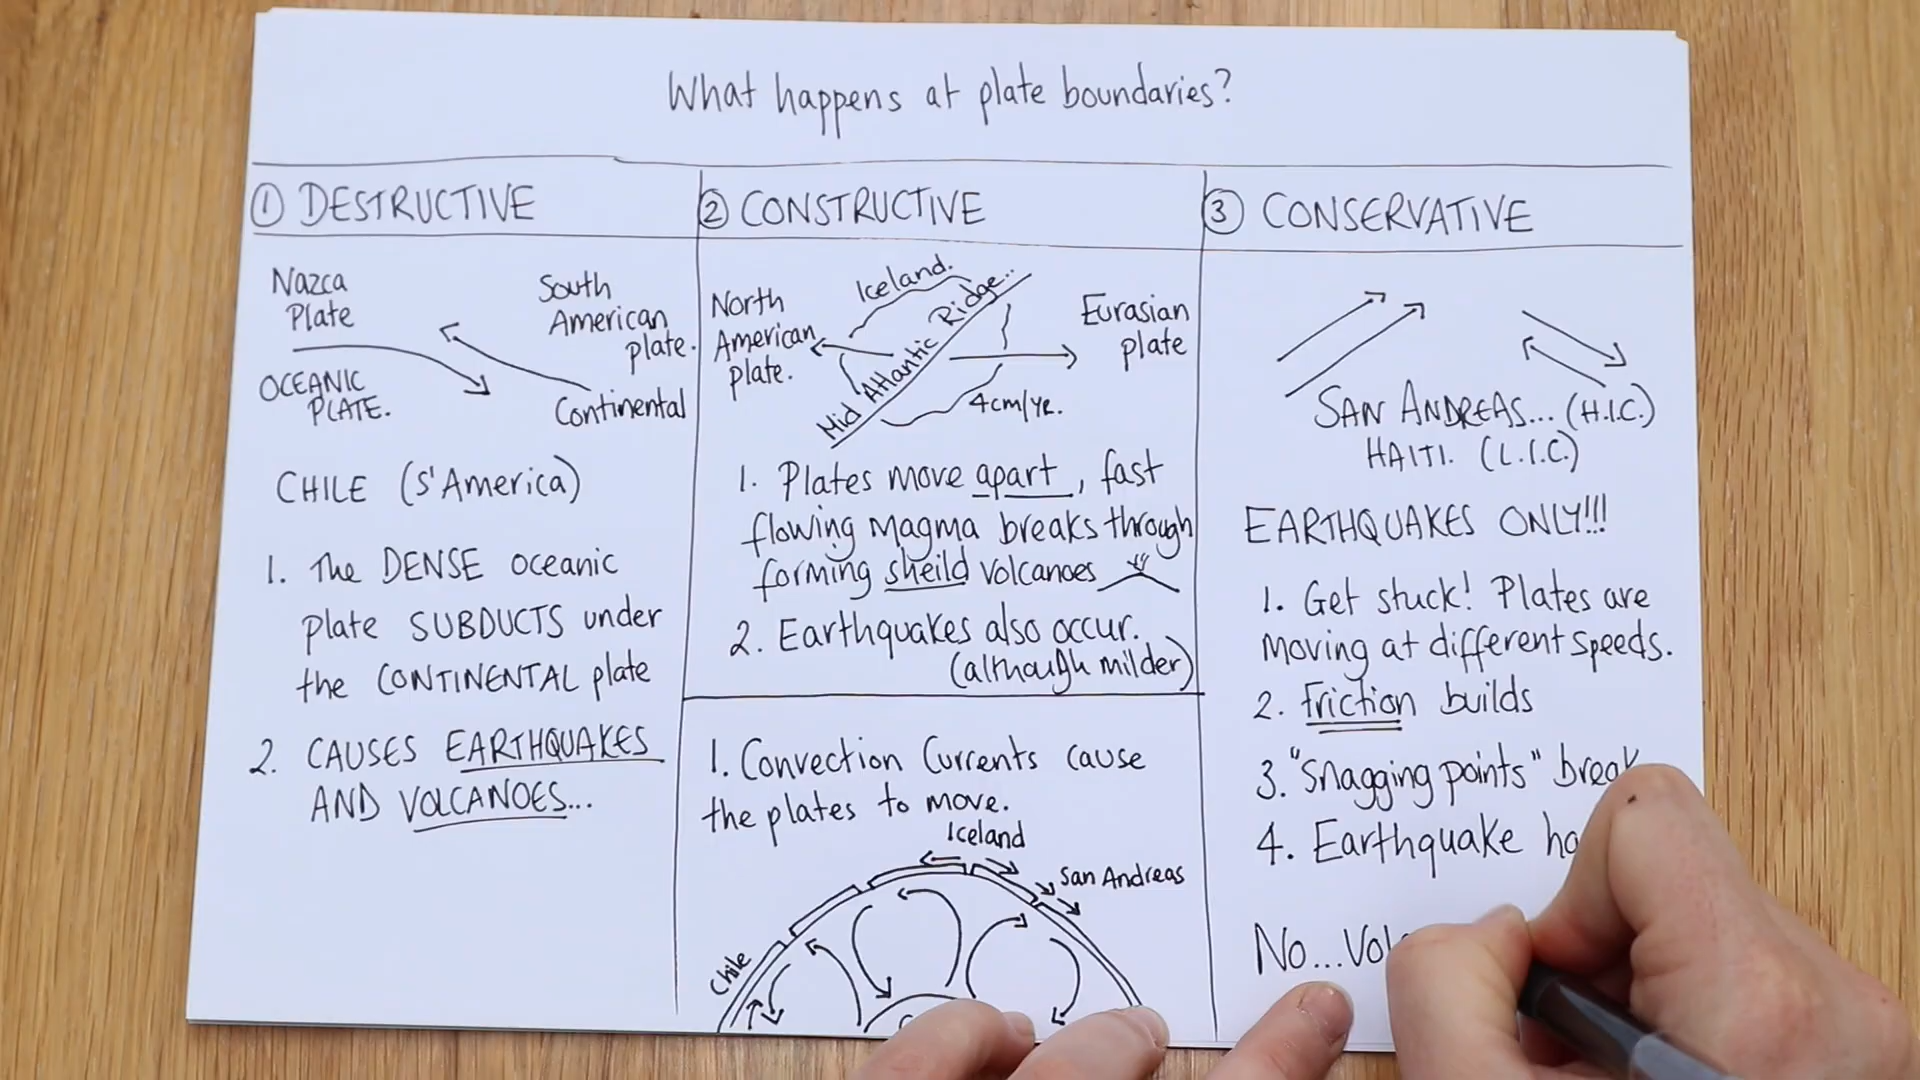 What happens at plate boundaries?
① DESTRUCTIVE
Nazca
Plate
South
American
plate.
OCEANIC
PLATE.
Continental
CHILE (S'America)
1. The DENSE oceanic
plate SUBDUCTS under
the CONTINENTAL plate
2. CAUSES EARTHQUAKES
AND VOLCANOES...
② CONSTRUCTIVE
North
American
plate.
Iceland.
Mid Atlantic Ridge...
Eurasian
plate
4cm/Yr.
1. Plates move apart, fast
flowing Magma breaks through
forming sheild volcanoes
2. Earthquakes also occur.
(although milder)
1. Convection Currents cause
the plates to move.
Iceland
San Andreas
Chile
③ CONSERVATIVE
SAN ANDREAS... (H.I.C.)
HAITI. (L.I.C.)
EARTHQUAKES ONLY!!!
1. Get stuck! Plates are
moving at different speeds.
2. friction builds
3. "Snagging points" break
4. Earthquake
No...